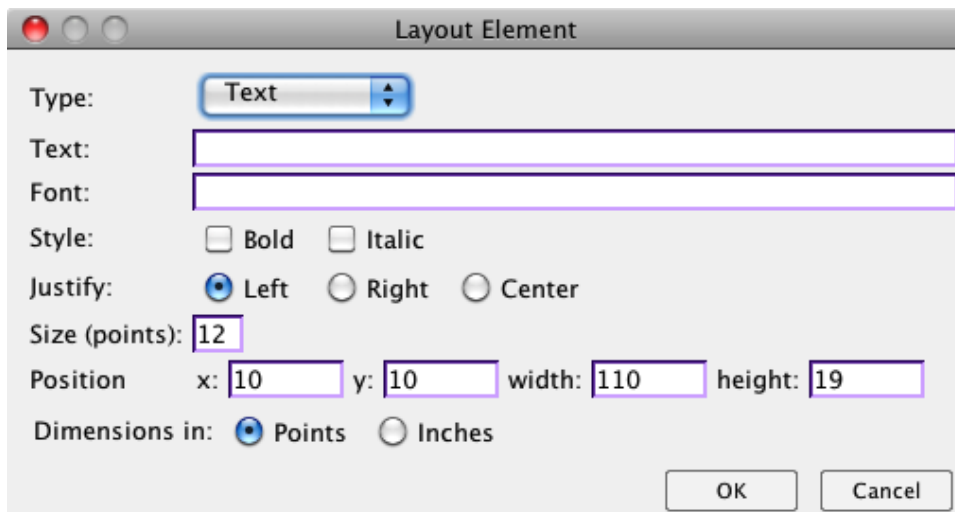 Layout Element
Type: Text
Text:
Font:
Style: Bold Italic
Justify: Left Right Center
Size (points): 12
Position x: 10 y: 10 width: 110 height: 19
Dimensions in: Points Inches
OK Cancel